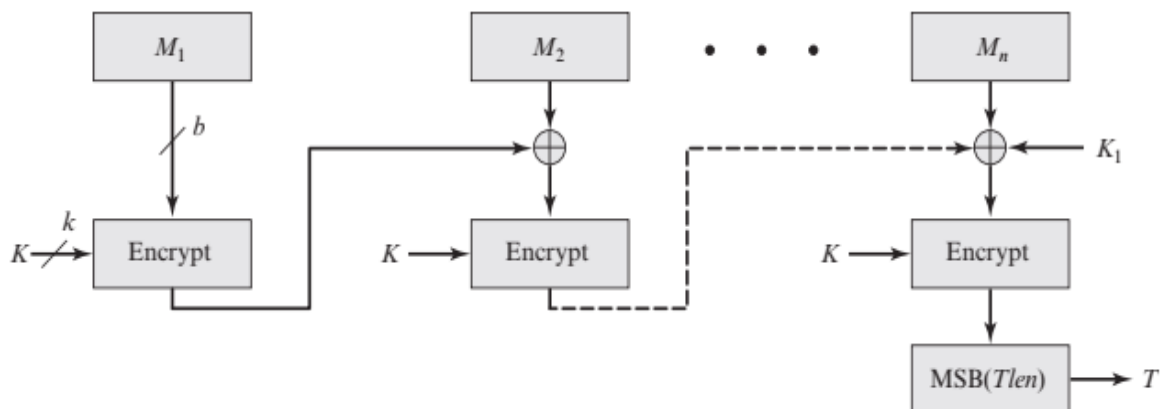 M₁ M₂ Mₙ
b
K₁
k
K Encrypt K Encrypt K Encrypt
MSB(Tlen) T